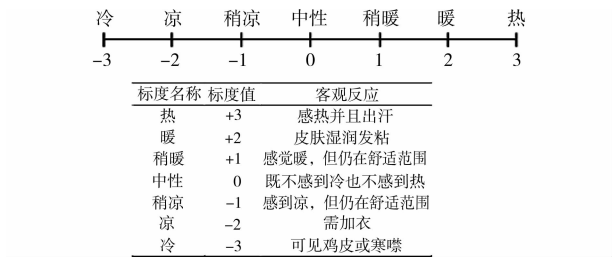 冷 凉 稍凉 中性 稍暖 暖 热
-3 -2 -1 0 1 2 3
标度名称 标度值 客观反应
热 +3 感热并且出汗
暖 +2 皮肤湿润发粘
稍暖 +1 感觉暖，但仍在舒适范围
中性 0 既不感到冷也不感到热
稍凉 -1 感到凉，但仍在舒适范围
凉 -2 需加衣
冷 -3 可见鸡皮或寒噤